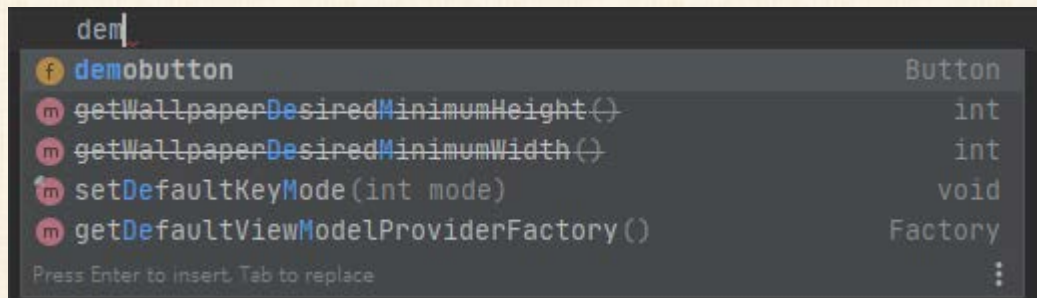 dem
f demobutton Button
m getWallpaperDesiredMinimumHeight() int
m getWallpaperDesiredMinimumWidth() int
m setDefaultKeyMode(int mode) void
m getDefaultViewModelProviderFactory() Factory
Press Enter to insert, Tab to replace